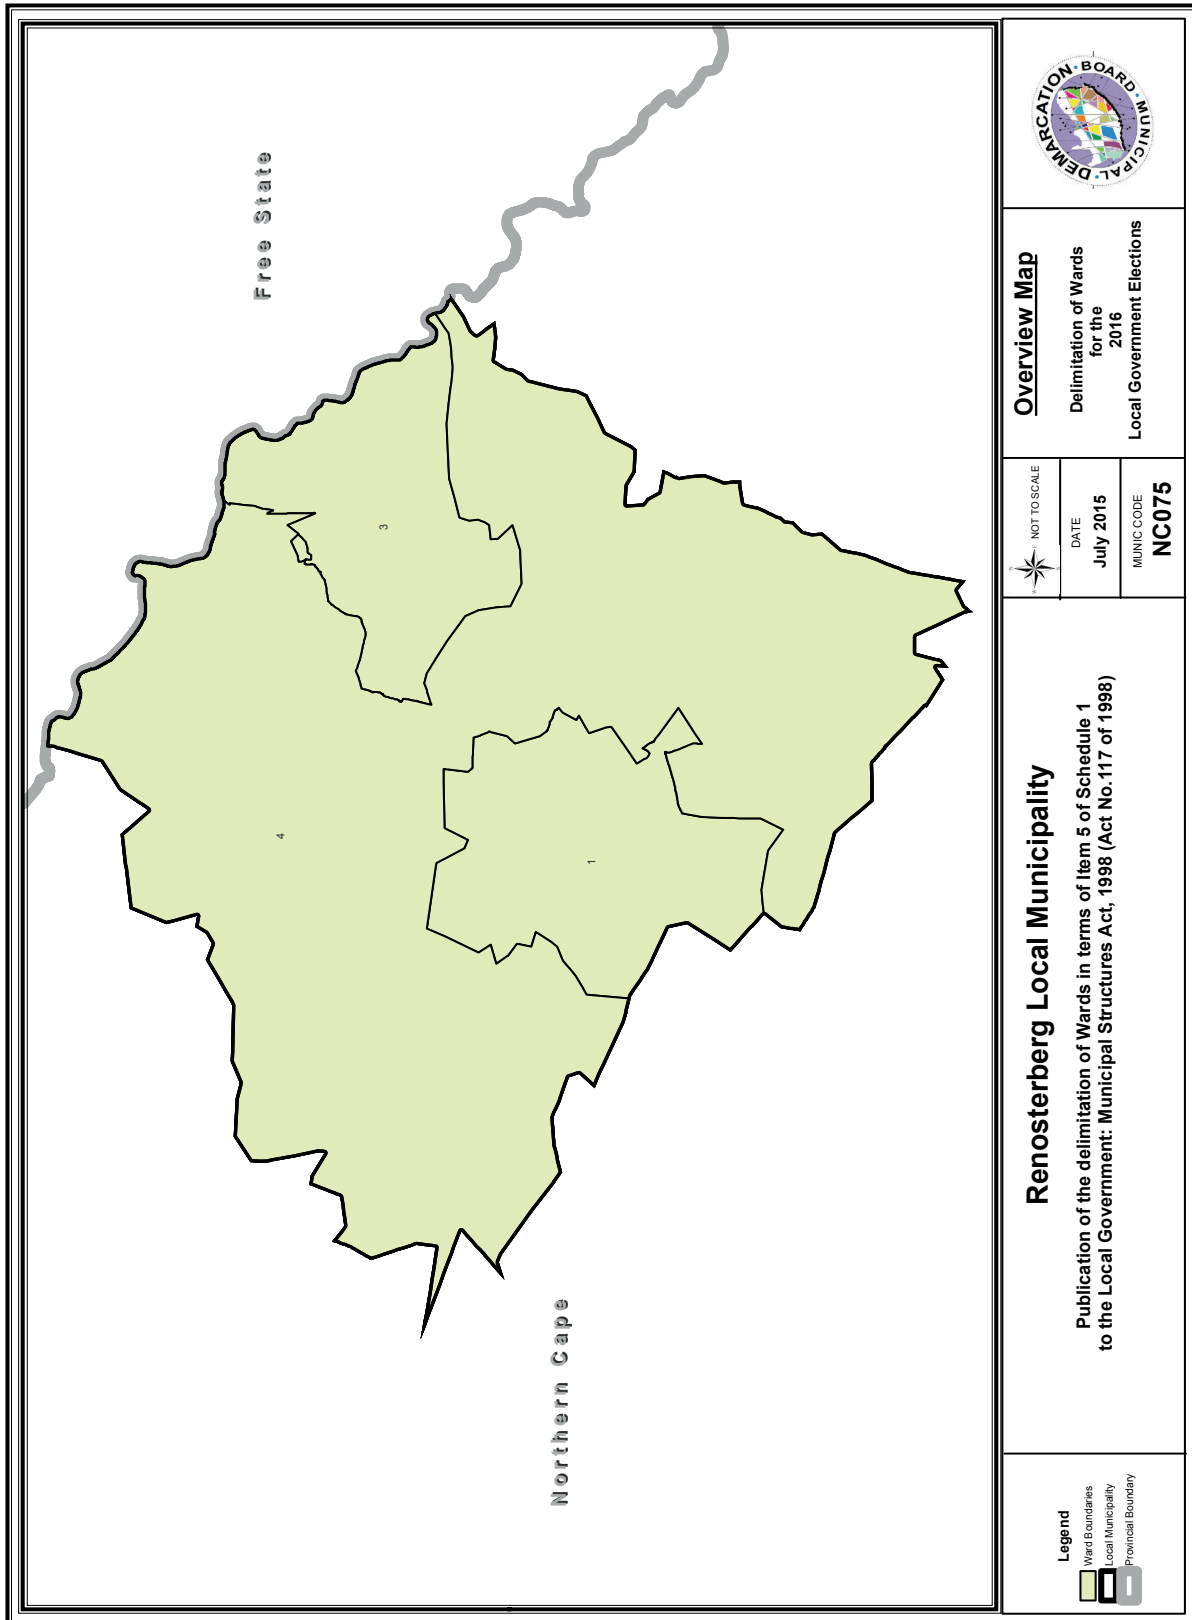 Free State
4
3
1
Northern Cape
Legend
Ward Boundaries
Local Municipality
Provincial Boundary
Renosterberg Local Municipality
Publication of the delimitation of Wards in terms of Item 5 of Schedule 1
to the Local Government: Municipal Structures Act, 1998 (Act No.117 of 1998)
N
W E
S
NOT TO SCALE
DATE
July 2015
MUNIC CODE
NC075
Overview Map
Delimitation of Wards
for the
2016
Local Government Elections
MUNICIPAL • DEMARCATION • BOARD •